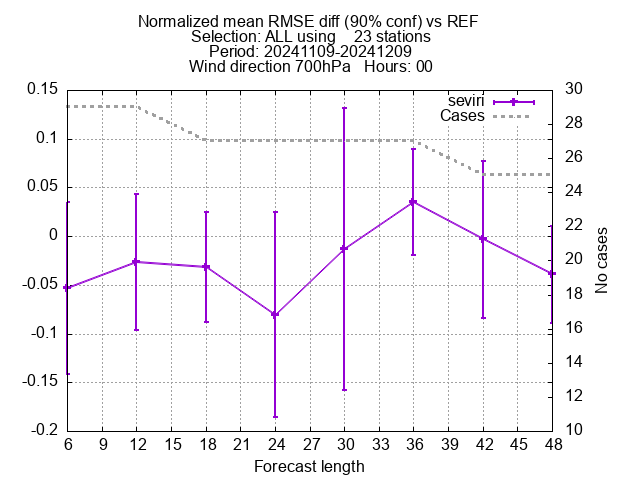 Normalized mean RMSE diff (90% conf) vs REF
Selection: ALL using    23 stations
Period: 20241109-20241209
Wind direction 700hPa   Hours: 00
seviri
Cases
0.15
0.1
0.05
0
-0.05
-0.1
-0.15
-0.2
30
28
26
24
22
20
18
16
14
12
10
No cases
6 9 12 15 18 21 24 27 30 33 36 39 42 45 48
Forecast length